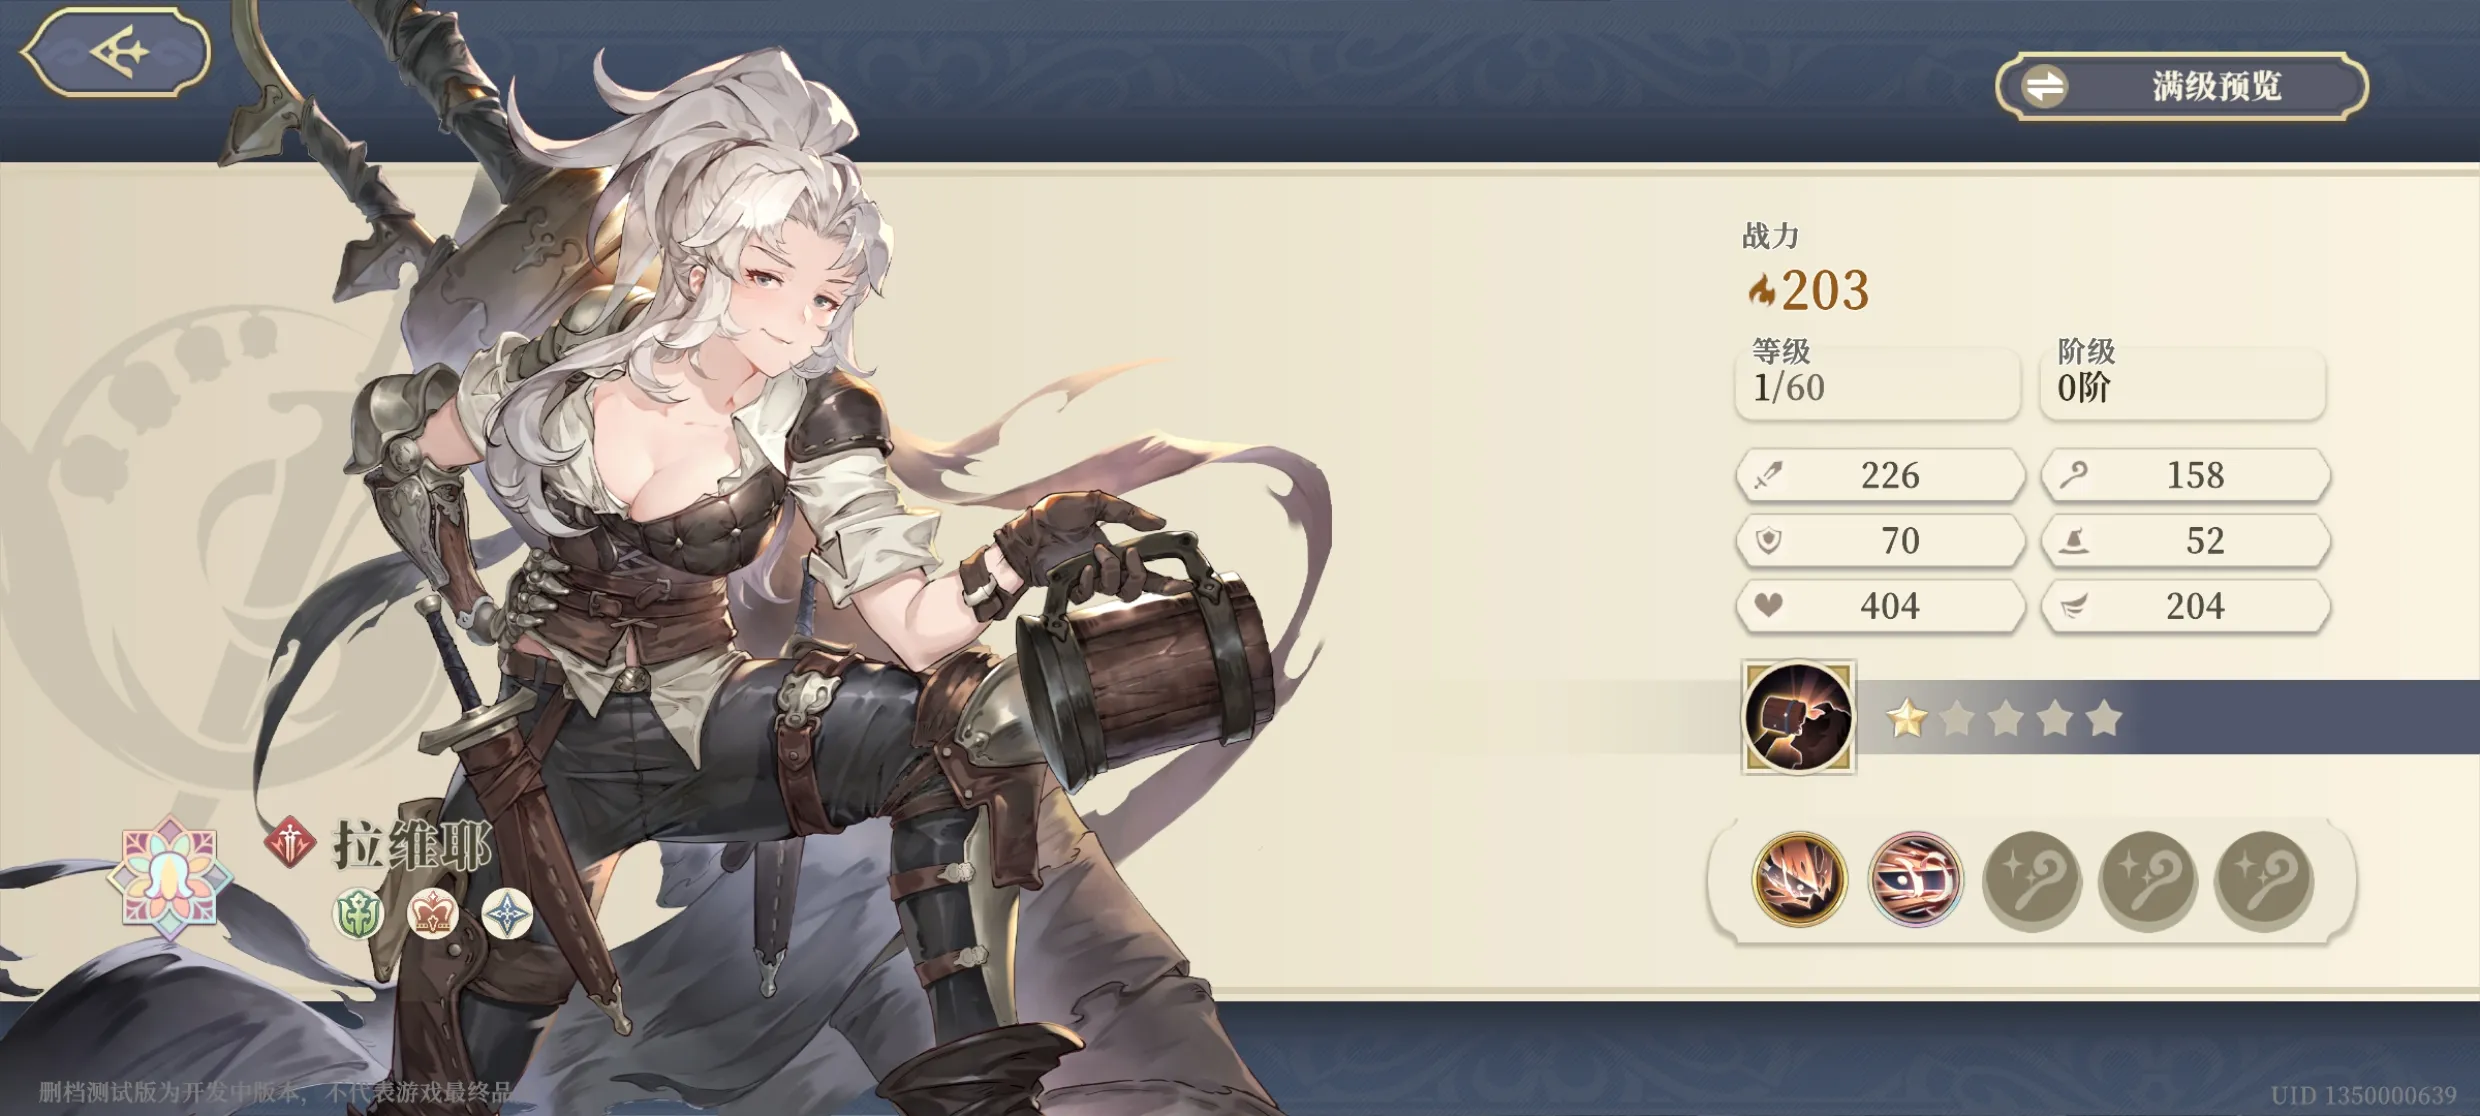 满级预览
战力
203
等级
1/60
阶级
0阶
226
158
70
52
404
204
拉维耶
删档测试版为开发中版本，不代表游戏最终品
UID 1350000639